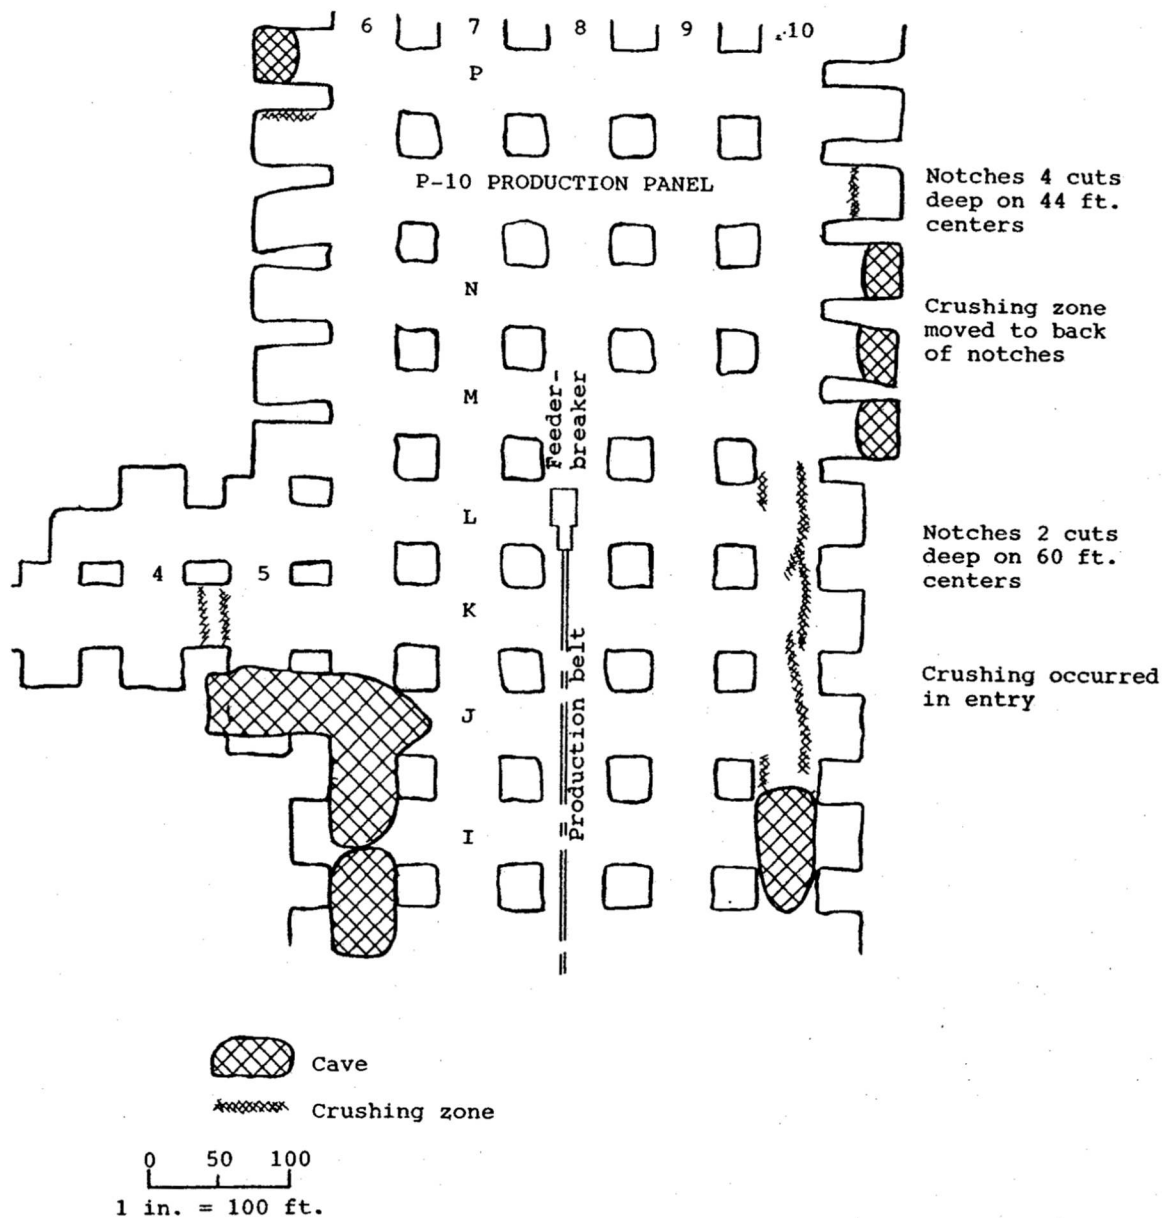 6 7 8 9 10
P
P-10 PRODUCTION PANEL
Notches 4 cuts
deep on 44 ft.
centers
N
Crushing zone
moved to back
of notches
M
Feeder-
breaker
L
Notches 2 cuts
deep on 60 ft.
centers
4 5
K
Production belt
Crushing occurred
in entry
J
I
Cave
Crushing zone
0 50 100
1 in. = 100 ft.